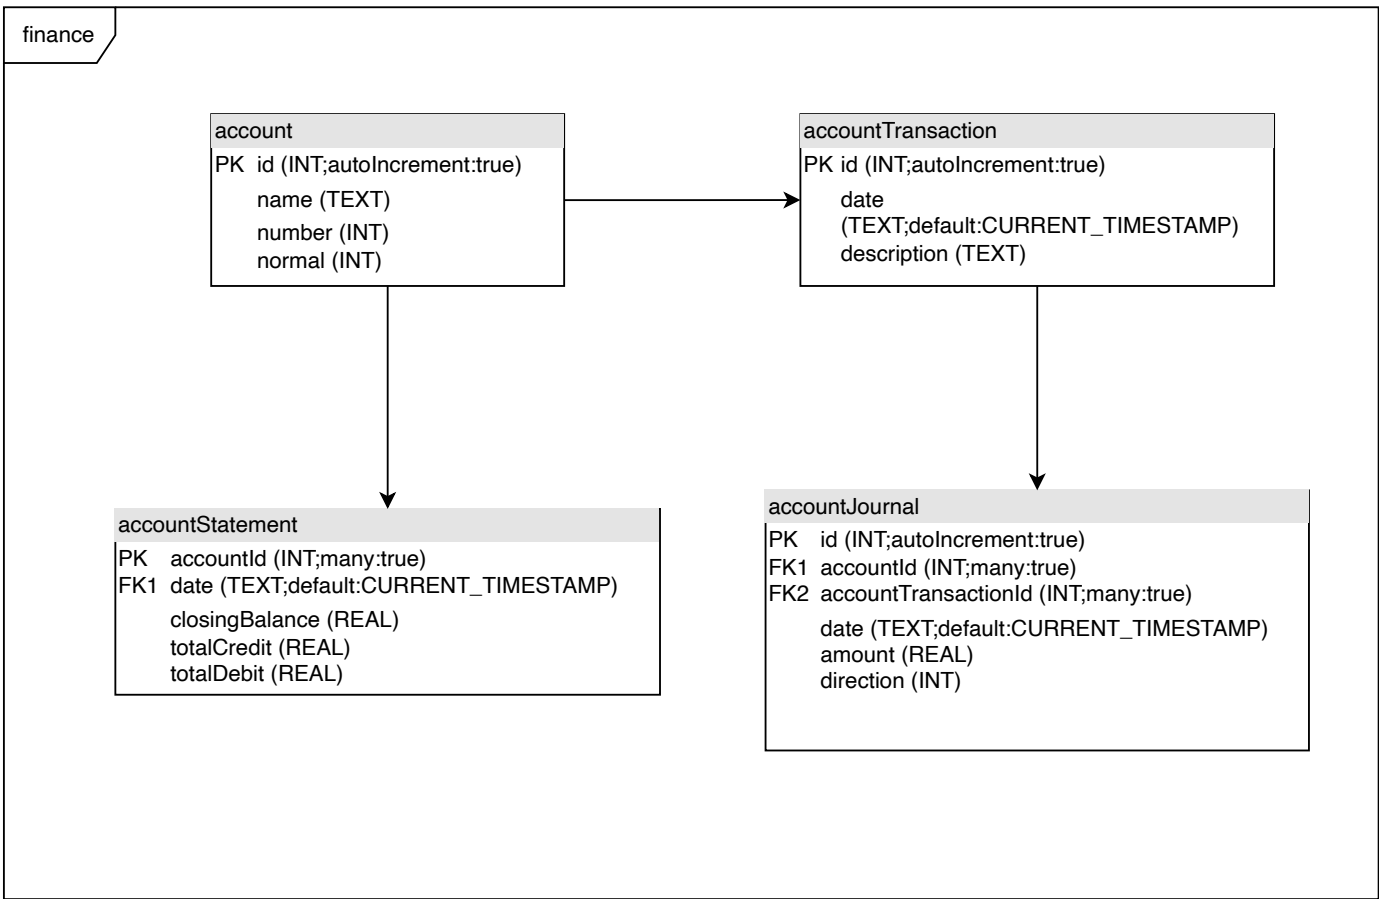 finance
account
PK id (INT;autoIncrement:true)
name (TEXT)
number (INT)
normal (INT)
accountTransaction
PK id (INT;autoIncrement:true)
date
(TEXT;default:CURRENT_TIMESTAMP)
description (TEXT)
accountStatement
PK accountId (INT;many:true)
FK1 date (TEXT;default:CURRENT_TIMESTAMP)
closingBalance (REAL)
totalCredit (REAL)
totalDebit (REAL)
accountJournal
PK id (INT;autoIncrement:true)
FK1 accountId (INT;many:true)
FK2 accountTransactionId (INT;many:true)
date (TEXT;default:CURRENT_TIMESTAMP)
amount (REAL)
direction (INT)